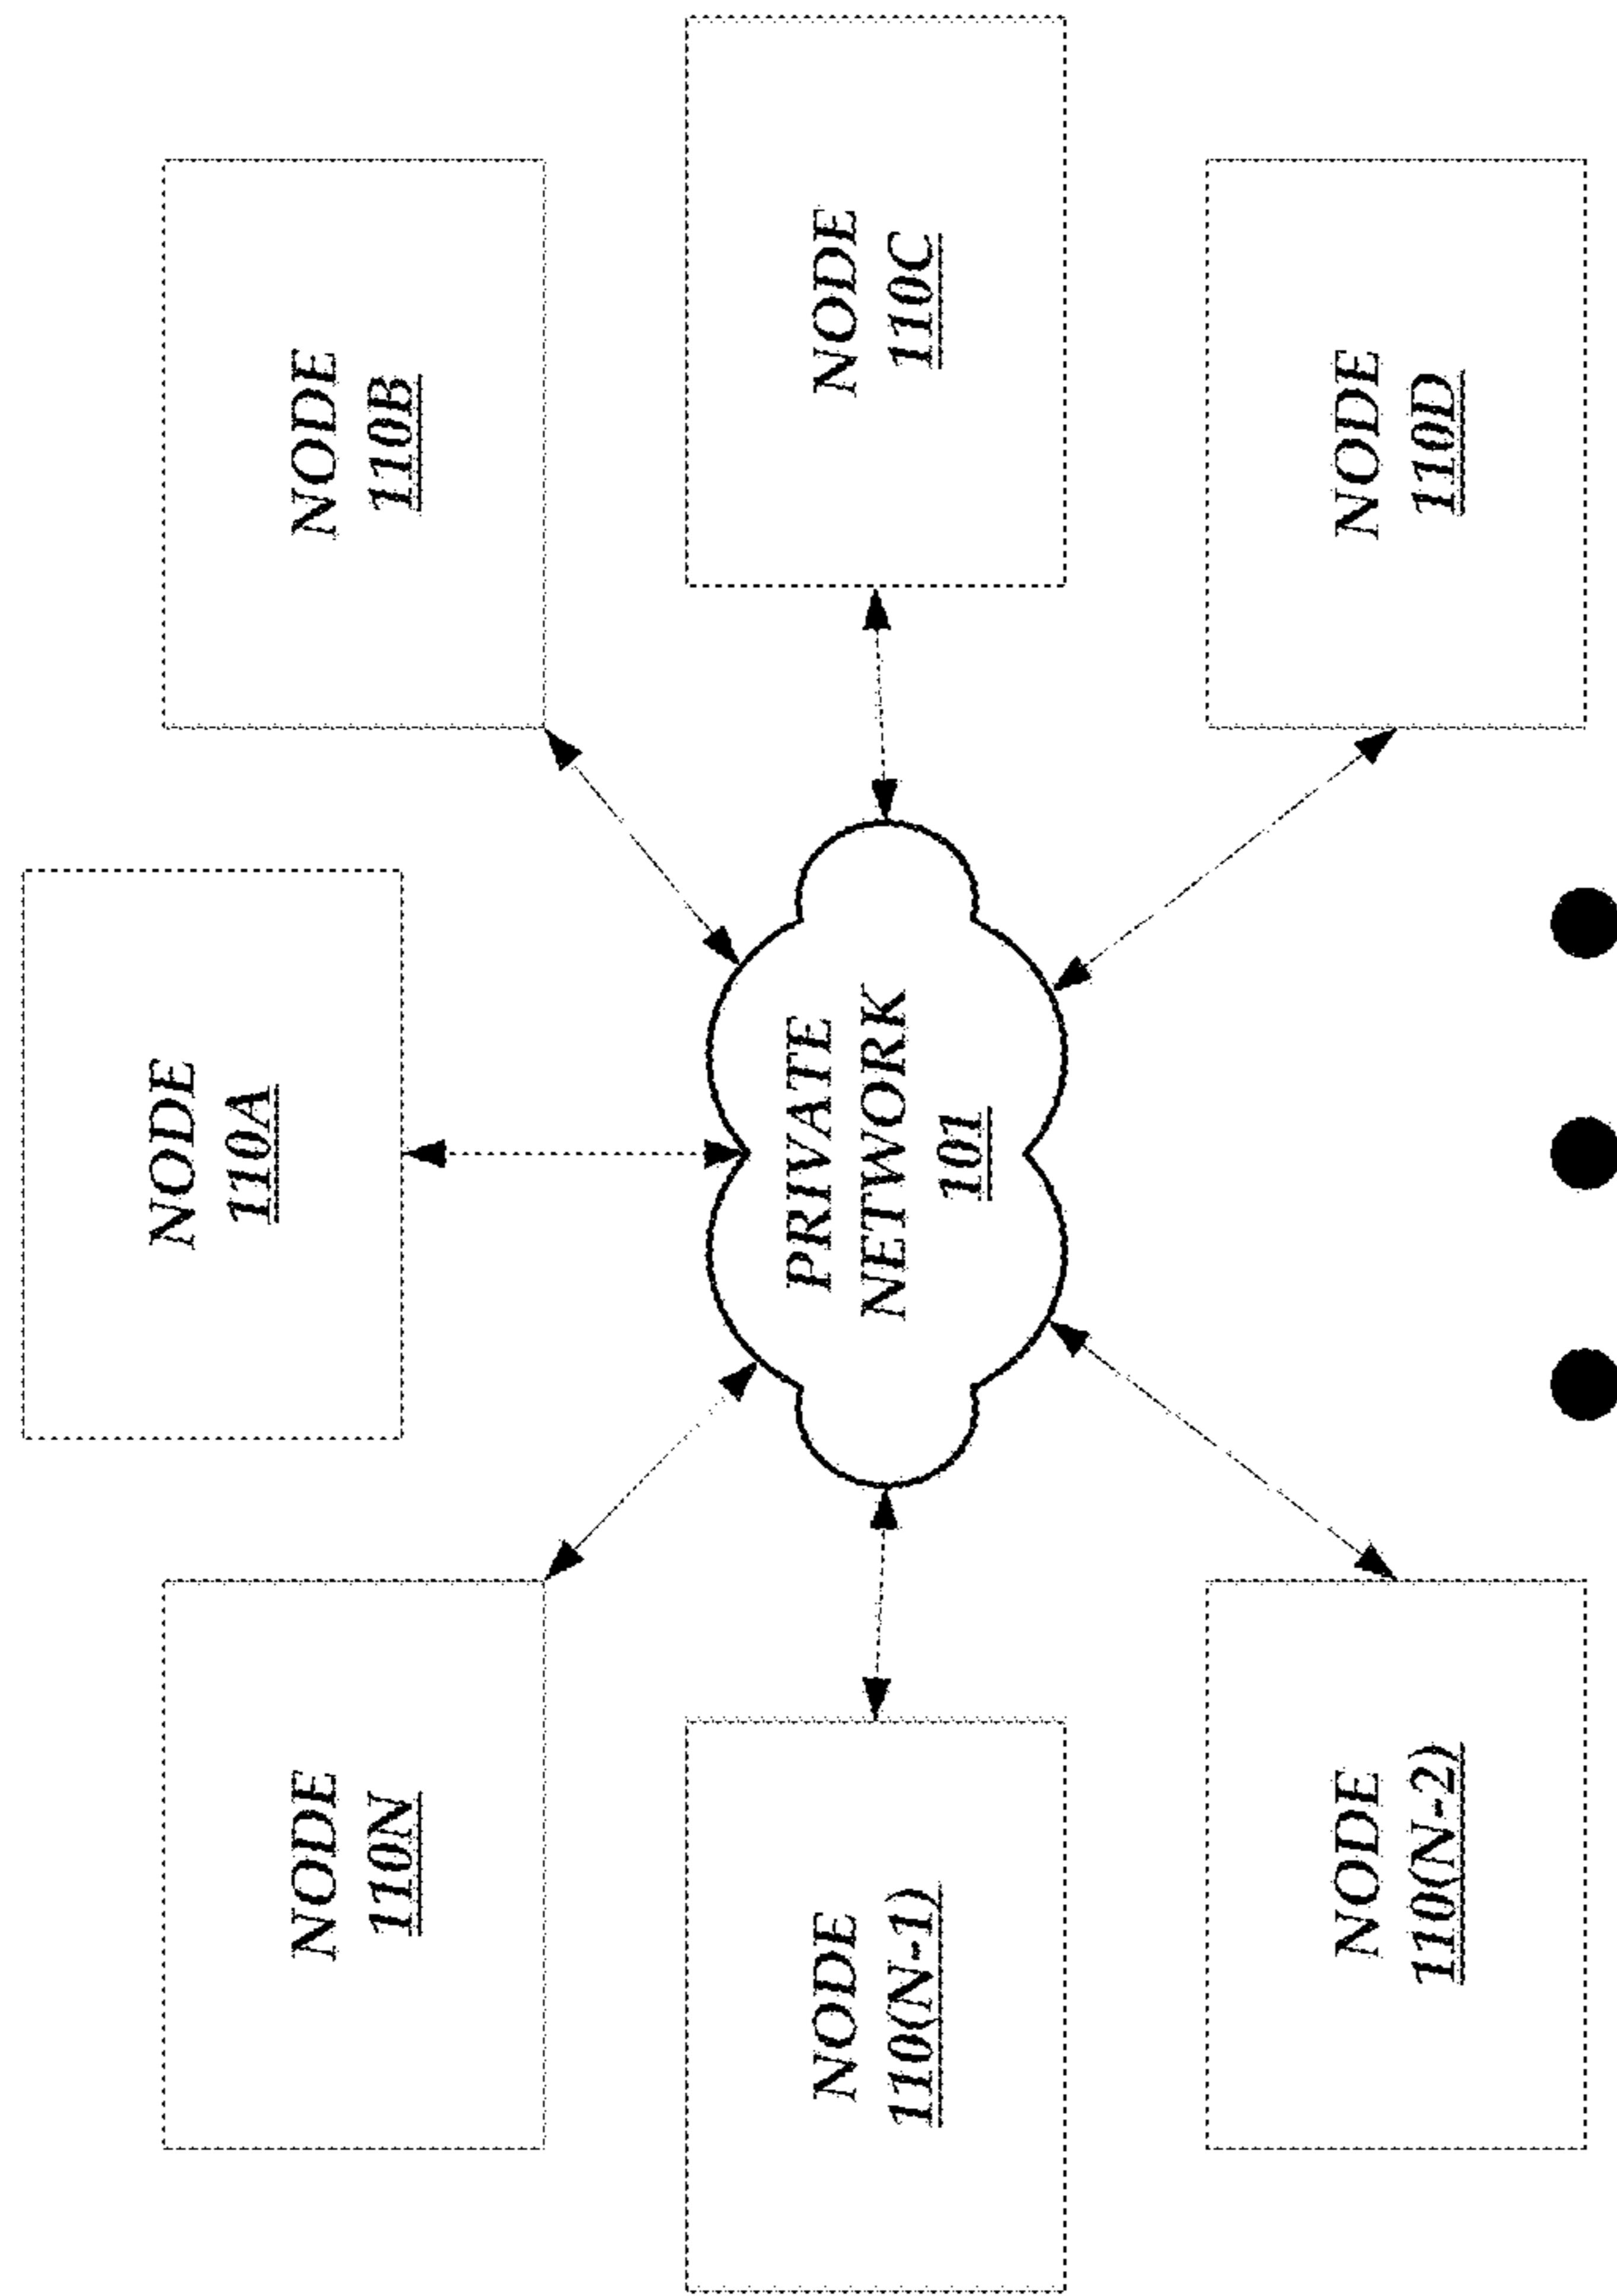 NODE
110A
NODE
110N
NODE
110B
NODE
110(N-1)
PRIVATE
NETWORK
101
NODE
110C
NODE
110(N-2)
NODE
110D